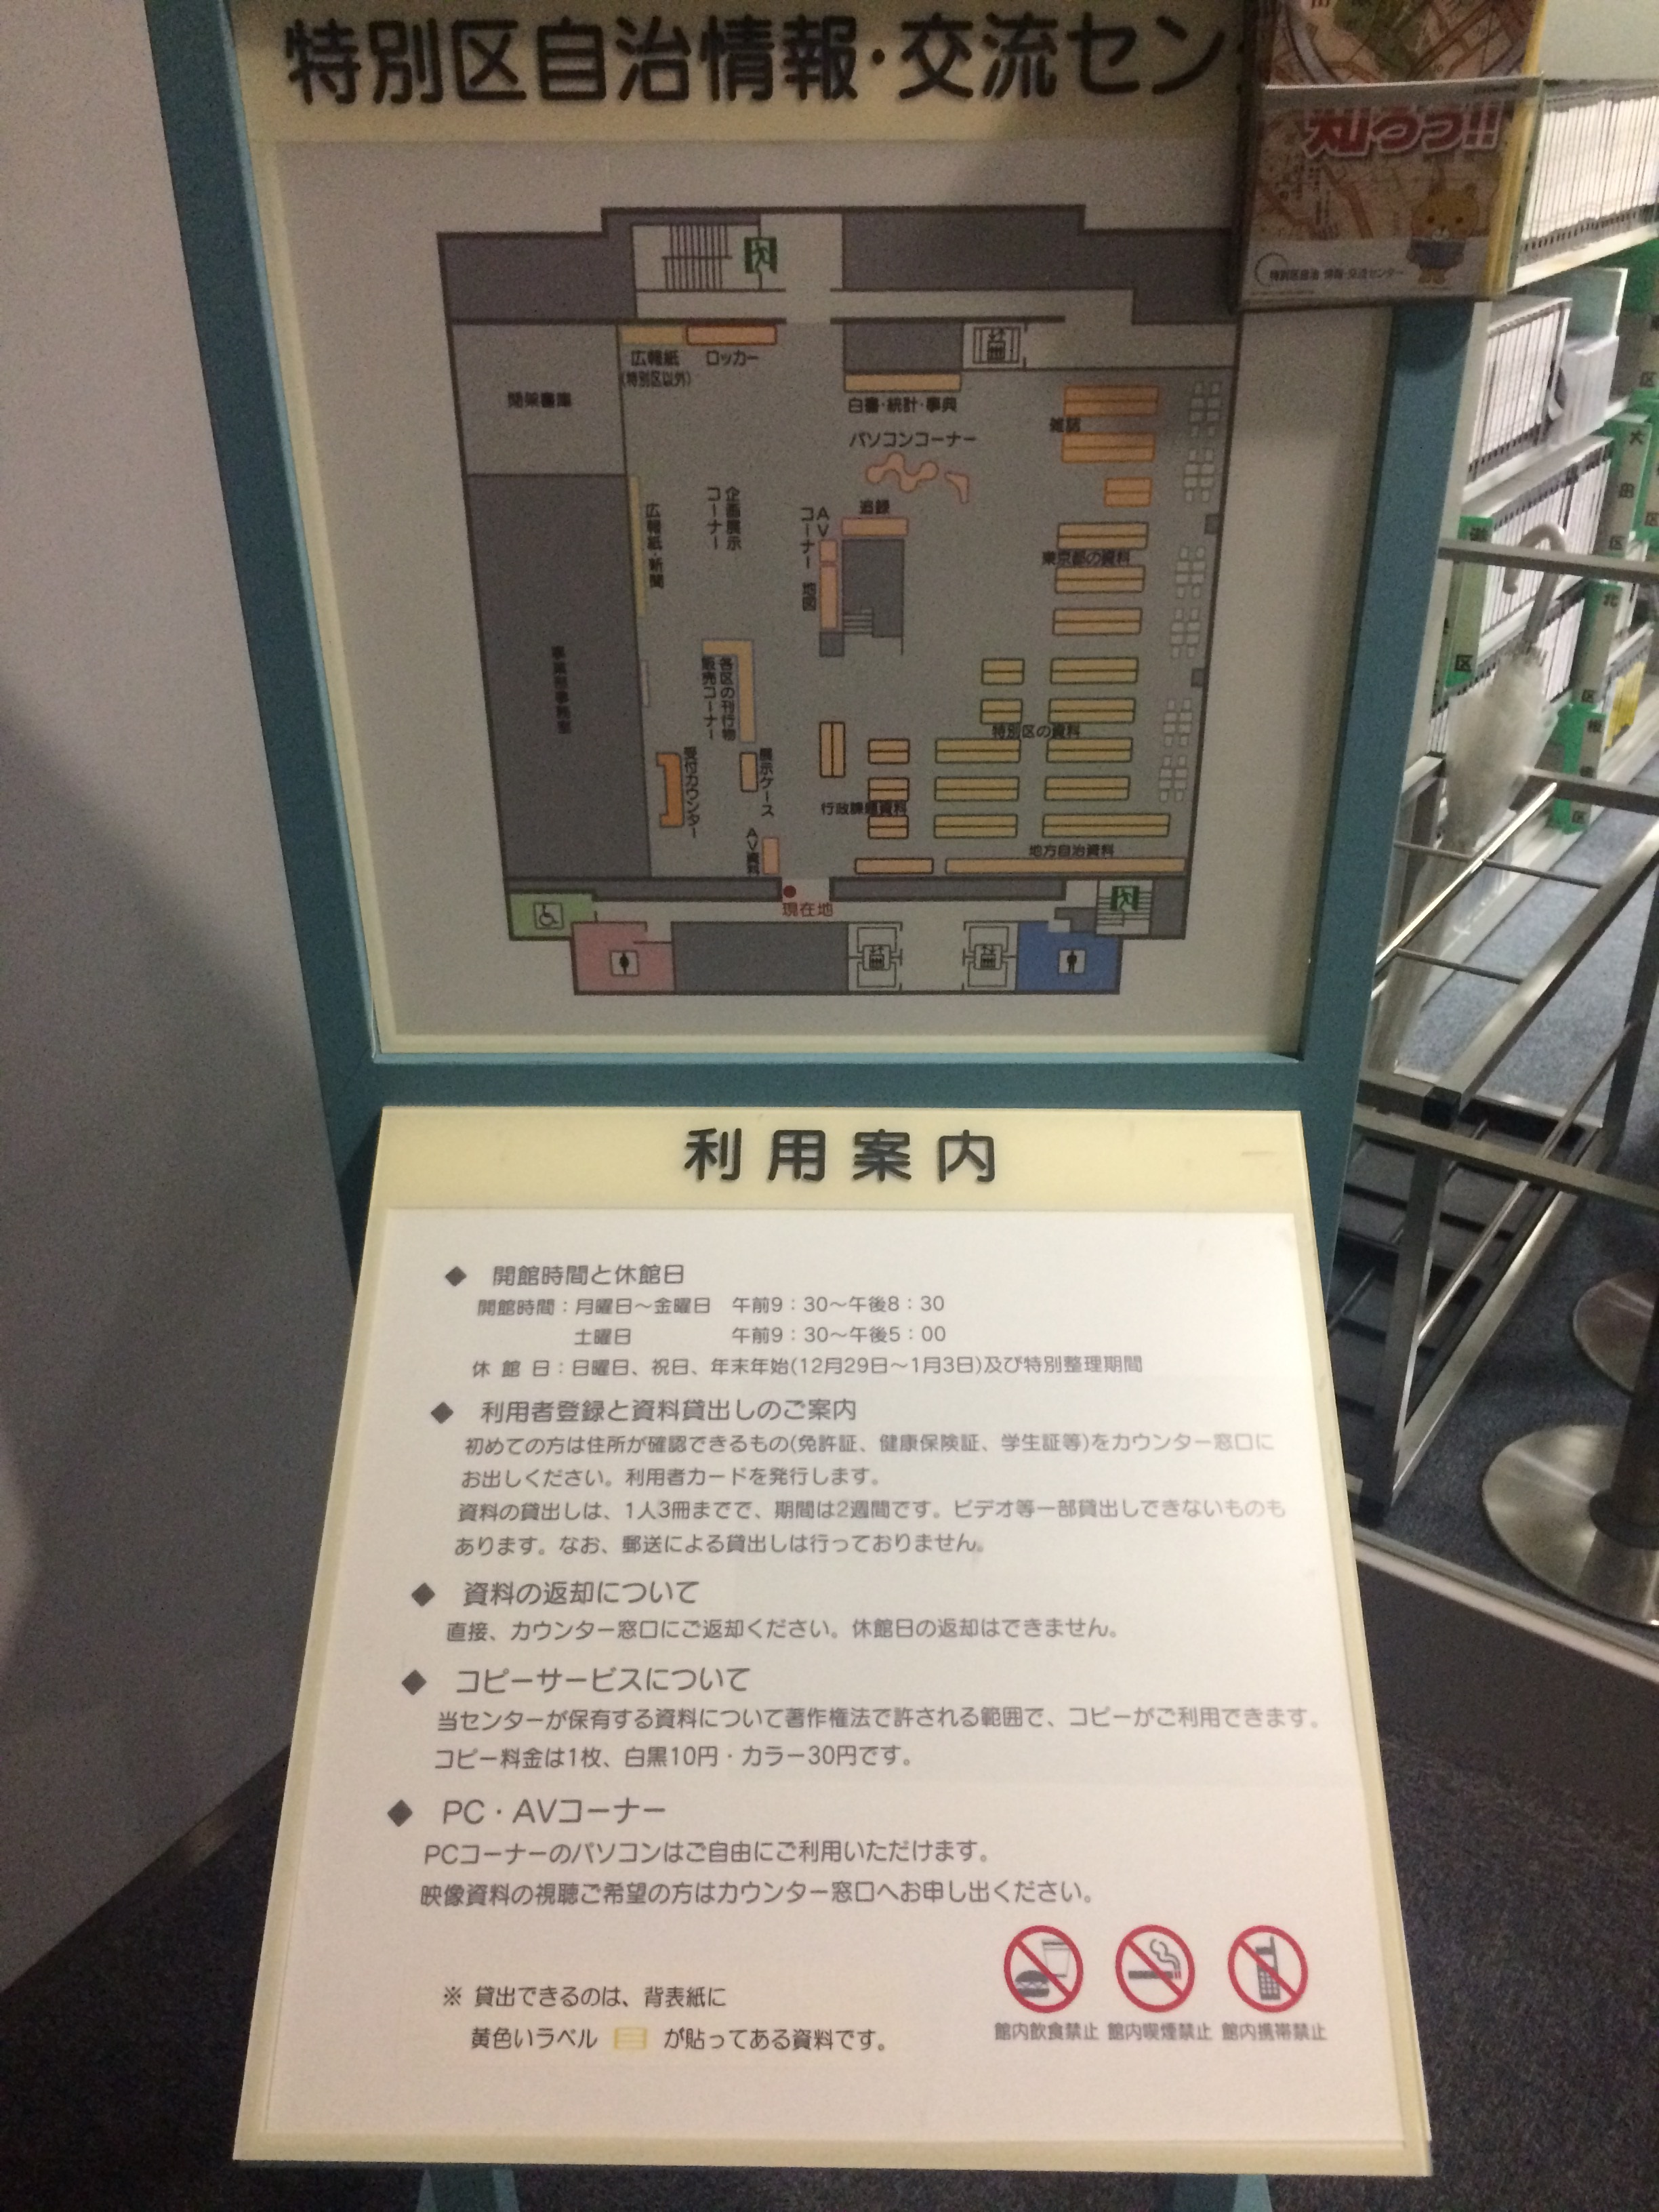 特別区自治情報・交流セン
知ろう!!
特別区自治 情報・交流センター
広報紙
(特別区以外)
ロッカー
閉架書庫
白書・統計・事典
雑誌
パソコンコーナー
企画展示
コーナー
広報紙・新聞
AV
コーナー
追録
地図
東京都の資料
事業部事務室
各区の刊行物
販売コーナー
特別区の資料
受付カウンター
展示ケース
行政課題資料
AV資料
地方自治資料
現在地
利用案内
◆ 開館時間と休館日
開館時間：月曜日～金曜日 午前9：30～午後8：30
土曜日 午前9：30～午後5：00
休館日：日曜日、祝日、年末年始(12月29日～1月3日)及び特別整理期間
◆ 利用者登録と資料貸出しのご案内
初めての方は住所が確認できるもの(免許証、健康保険証、学生証等)をカウンター窓口に
お出しください。利用者カードを発行します。
資料の貸出しは、1人3冊までで、期間は2週間です。ビデオ等一部貸出しできないものも
あります。なお、郵送による貸出しは行っておりません。
◆ 資料の返却について
直接、カウンター窓口にご返却ください。休館日の返却はできません。
◆ コピーサービスについて
当センターが保有する資料について著作権法で許される範囲で、コピーがご利用できます。
コピー料金は1枚、白黒10円・カラー30円です。
◆ PC・AVコーナー
PCコーナーのパソコンはご自由にご利用いただけます。
映像資料の視聴ご希望の方はカウンター窓口へお申し出ください。
※ 貸出できるのは、背表紙に
黄色いラベル が貼ってある資料です。
館内飲食禁止 館内喫煙禁止 館内携帯禁止
大田区